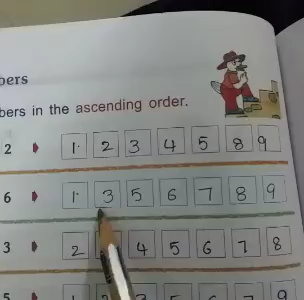 bers
bers in the ascending order.
2 1 2 3 4 5 8 9
6 1 3 5 6 7 8 9
3 2 4 5 6 7 8